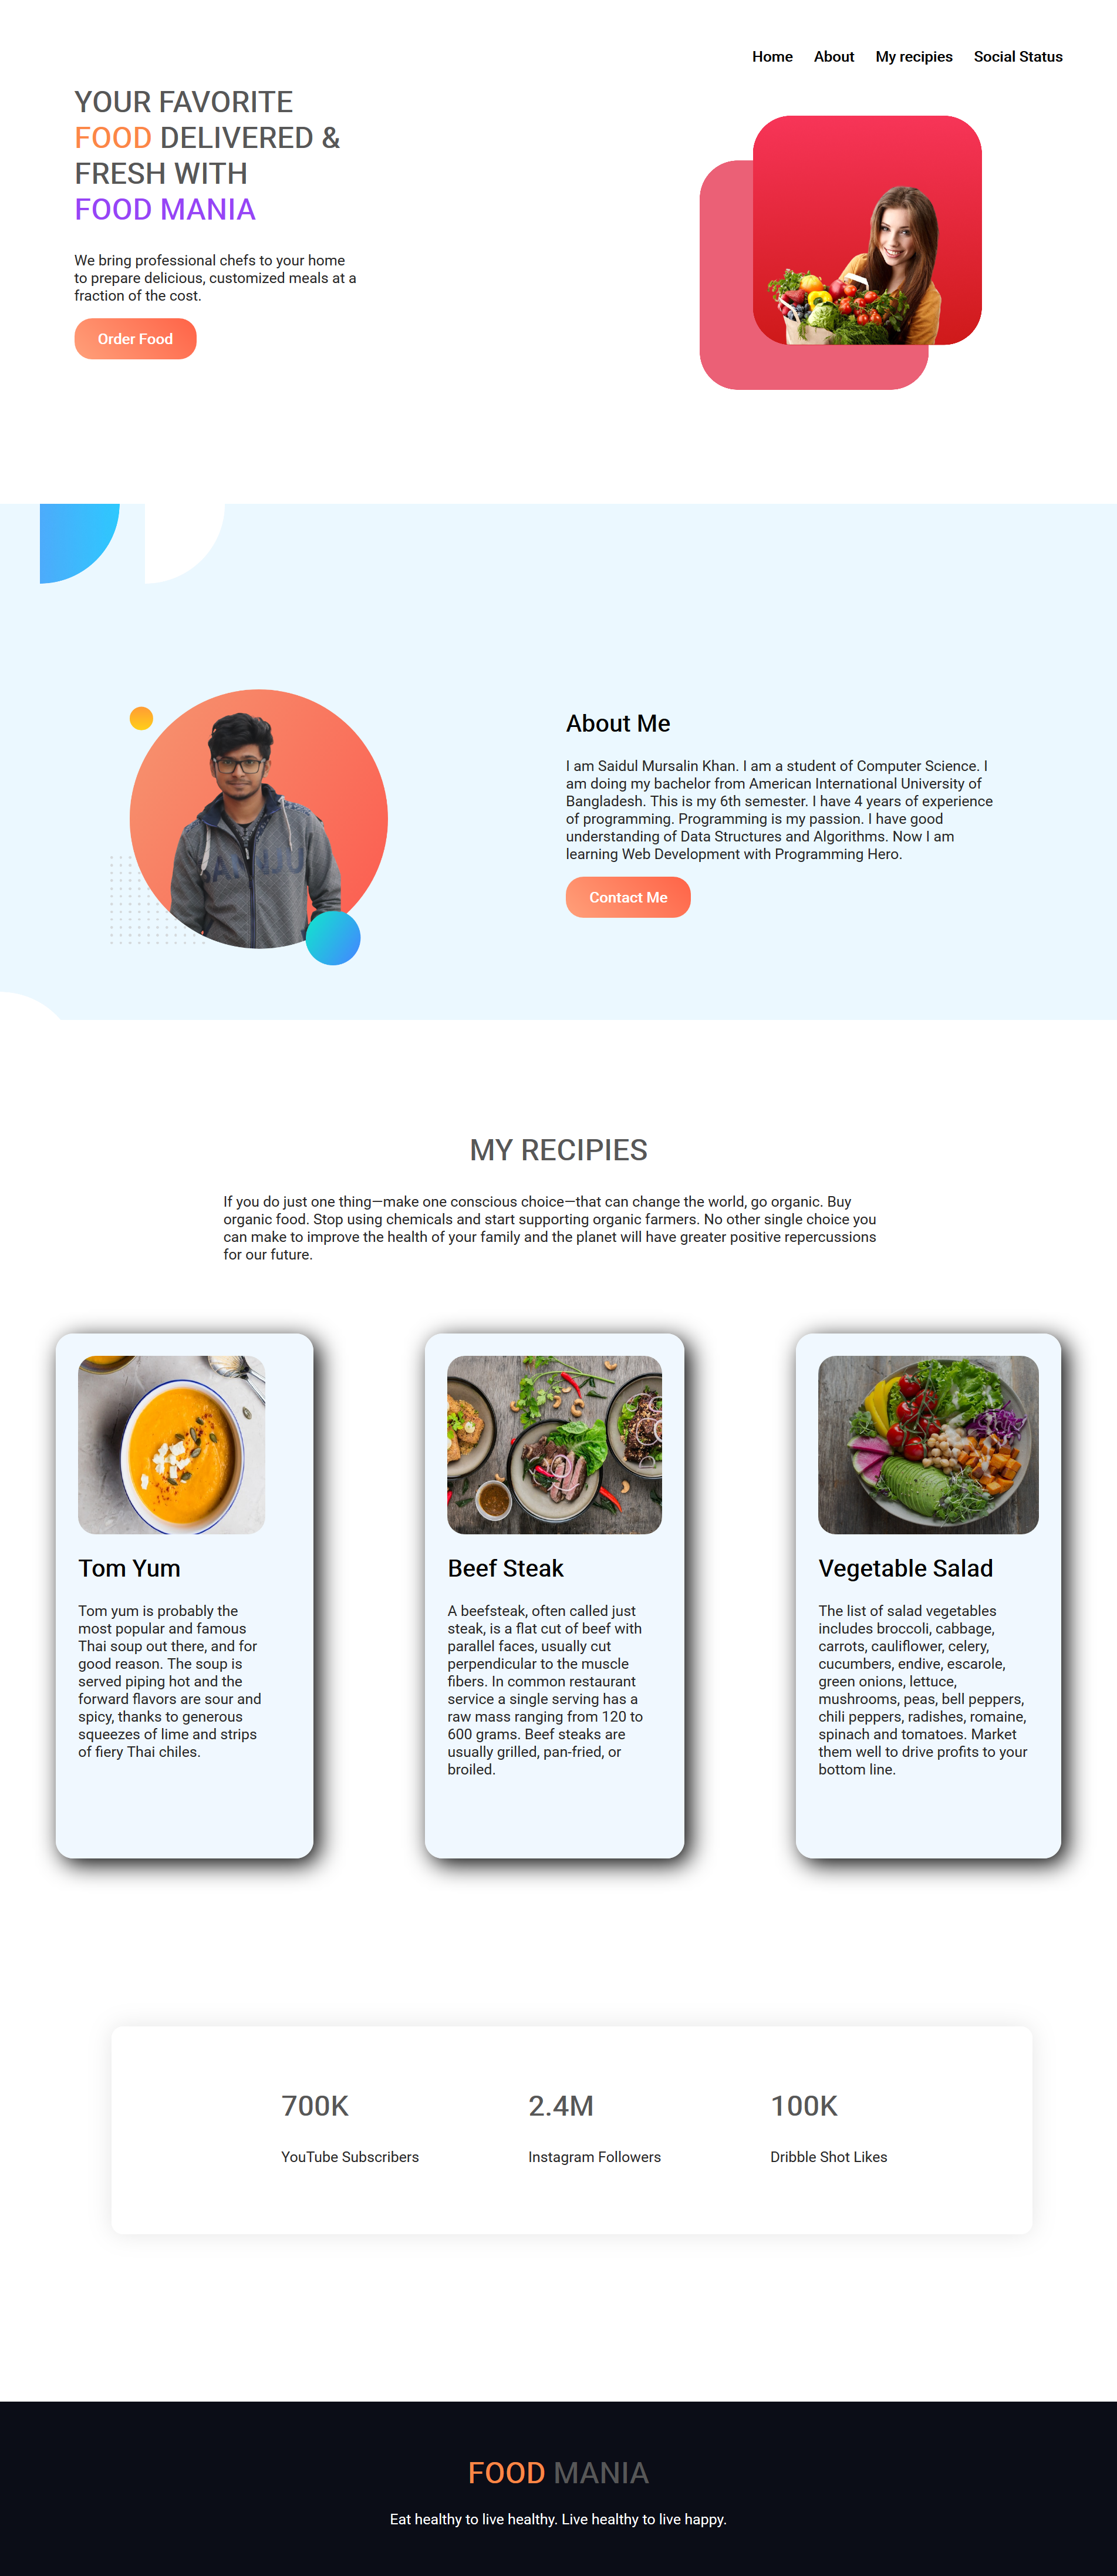 Home About My recipies Social Status
YOUR FAVORITE
FOOD DELIVERED &
FRESH WITH
FOOD MANIA
We bring professional chefs to your home
to prepare delicious, customized meals at a
fraction of the cost.
Order Food
About Me
I am Saidul Mursalin Khan. I am a student of Computer Science. I
am doing my bachelor from American International University of
Bangladesh. This is my 6th semester. I have 4 years of experience
of programming. Programming is my passion. I have good
understanding of Data Structures and Algorithms. Now I am
learning Web Development with Programming Hero.
Contact Me
MY RECIPIES
If you do just one thing—make one conscious choice—that can change the world, go organic. Buy
organic food. Stop using chemicals and start supporting organic farmers. No other single choice you
can make to improve the health of your family and the planet will have greater positive repercussions
for our future.
Tom Yum
Tom yum is probably the
most popular and famous
Thai soup out there, and for
good reason. The soup is
served piping hot and the
forward flavors are sour and
spicy, thanks to generous
squeezes of lime and strips
of fiery Thai chiles.
Beef Steak
A beefsteak, often called just
steak, is a flat cut of beef with
parallel faces, usually cut
perpendicular to the muscle
fibers. In common restaurant
service a single serving has a
raw mass ranging from 120 to
600 grams. Beef steaks are
usually grilled, pan-fried, or
broiled.
Vegetable Salad
The list of salad vegetables
includes broccoli, cabbage,
carrots, cauliflower, celery,
cucumbers, endive, escarole,
green onions, lettuce,
mushrooms, peas, bell peppers,
chili peppers, radishes, romaine,
spinach and tomatoes. Market
them well to drive profits to your
bottom line.
700K
YouTube Subscribers
2.4M
Instagram Followers
100K
Dribble Shot Likes
FOOD MANIA
Eat healthy to live healthy. Live healthy to live happy.